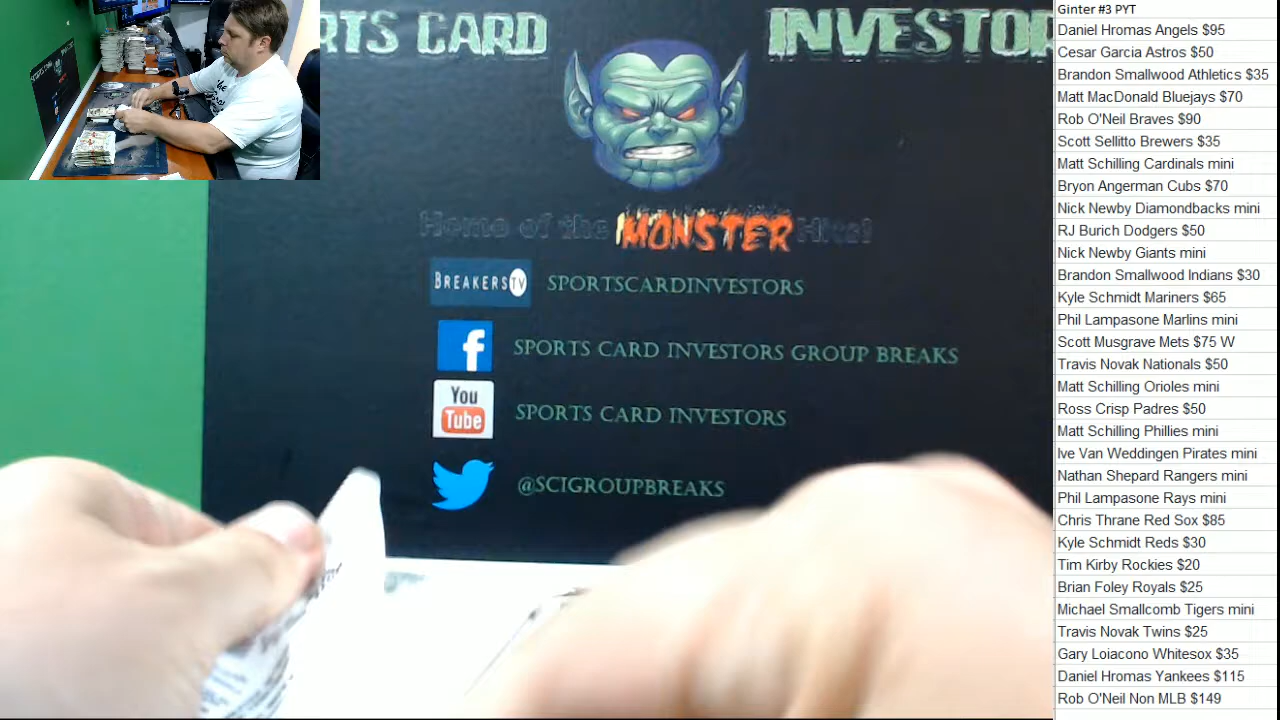 RTS CARD
INVESTOR
Home of the MONSTER Hits!
BREAKERS TV SPORTSCARDINVESTORS
f SPORTS CARD INVESTORS GROUP BREAKS
You Tube SPORTS CARD INVESTORS
@SCIGROUPBREAKS
Ginter #3 PYT
Daniel Hromas Angels $95
Cesar Garcia Astros $50
Brandon Smallwood Athletics $35
Matt MacDonald Bluejays $70
Rob O'Neil Braves $90
Scott Sellitto Brewers $35
Matt Schilling Cardinals mini
Bryon Angerman Cubs $70
Nick Newby Diamondbacks mini
RJ Burich Dodgers $50
Nick Newby Giants mini
Brandon Smallwood Indians $30
Kyle Schmidt Mariners $65
Phil Lampasone Marlins mini
Scott Musgrave Mets $75 W
Travis Novak Nationals $50
Matt Schilling Orioles mini
Ross Crisp Padres $50
Matt Schilling Phillies mini
Ive Van Weddingen Pirates mini
Nathan Shepard Rangers mini
Phil Lampasone Rays mini
Chris Thrane Red Sox $85
Kyle Schmidt Reds $30
Tim Kirby Rockies $20
Brian Foley Royals $25
Michael Smallcomb Tigers mini
Travis Novak Twins $25
Gary Loiacono Whitesox $35
Daniel Hromas Yankees $115
Rob O'Neil Non MLB $149